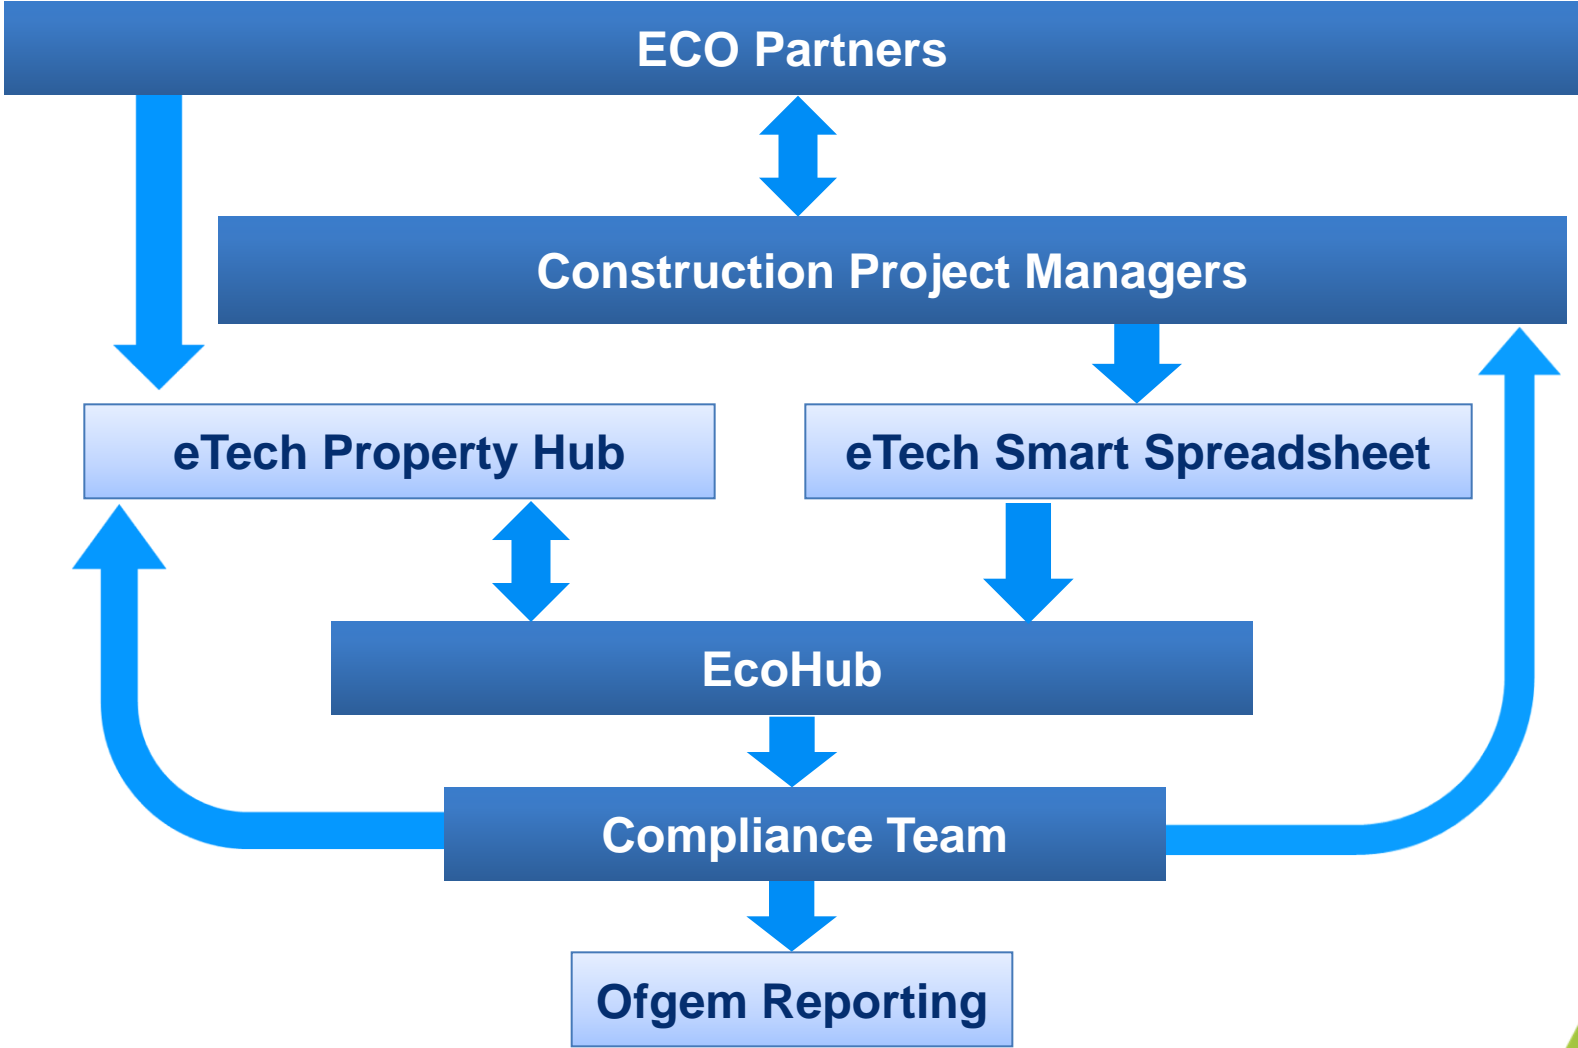 ECO Partners
Construction Project Managers
eTech Property Hub
eTech Smart Spreadsheet
EcoHub
Compliance Team
Ofgem Reporting